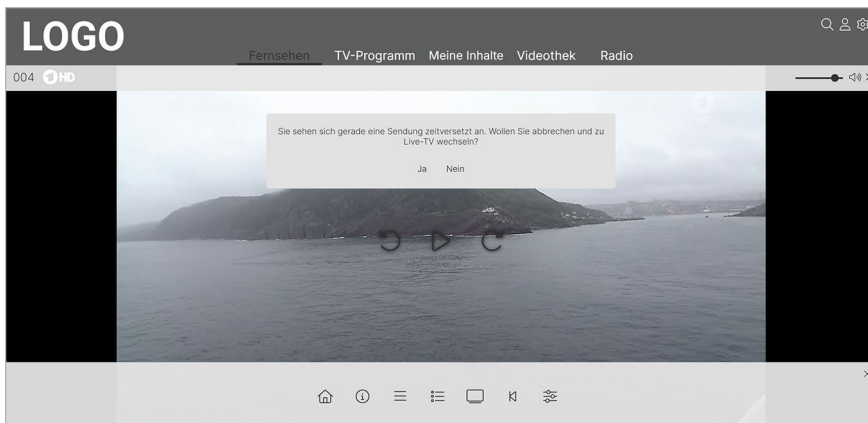 LOGO
Fernsehen TV-Programm Meine Inhalte Videothek Radio
004 1 HD
Sie sehen sich gerade eine Sendung zeitversetzt an. Wollen Sie abbrechen und zu
Live-TV wechseln?
Ja Nein